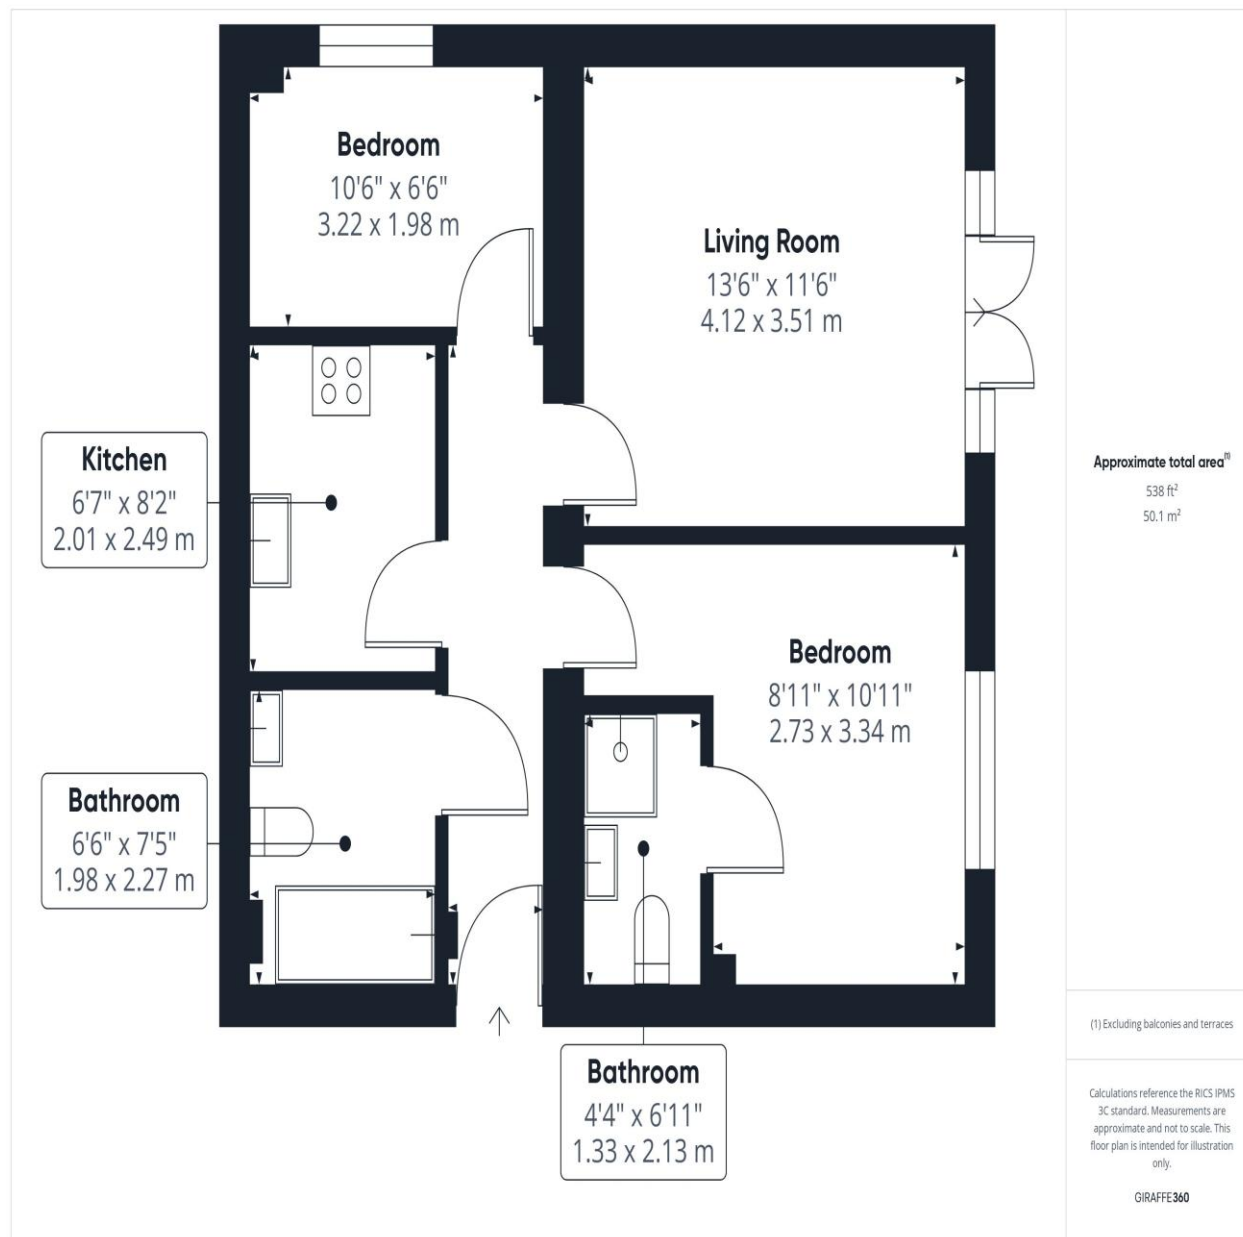 Bedroom
10'6" x 6'6"
3.22 x 1.98 m
Living Room
13'6" x 11'6"
4.12 x 3.51 m
Kitchen
6'7" x 8'2"
2.01 x 2.49 m
Bedroom
8'11" x 10'11"
2.73 x 3.34 m
Bathroom
6'6" x 7'5"
1.98 x 2.27 m
Bathroom
4'4" x 6'11"
1.33 x 2.13 m
Approximate total area(1)
538 ft²
50.1 m²
(1) Excluding balconies and terraces
Calculations reference the RICS IPMS
3C standard. Measurements are
approximate and not to scale. This
floor plan is intended for illustration
only.
GIRAFFE360